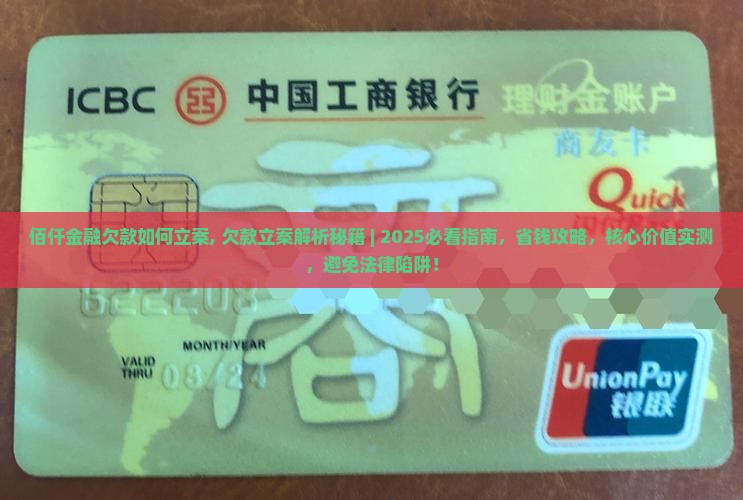 ICBC 中国工商银行 理财金账户
商友卡
Quick
佰仟金融欠款如何立案, 欠款立案解析秘籍 | 2025必看指南，省钱攻略，核心价值实测
，避免法律陷阱！
商
622208
MONTH/YEAR
VALID
THRU 03/24
UnionPay
银联